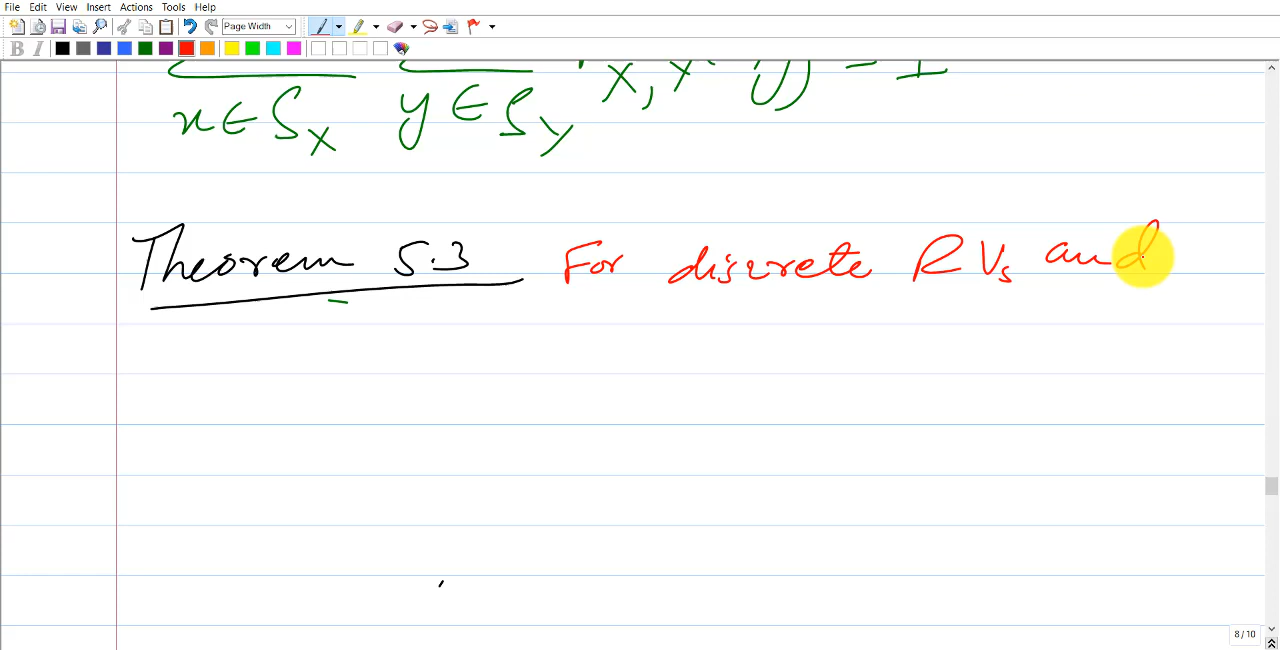 File Edit View Insert Actions Tools Help
Page Width
B I
x ∈ S_X y ∈ S_Y X, Y y) = 1
Theorem 5.3 For discrete RVs and
8 / 10